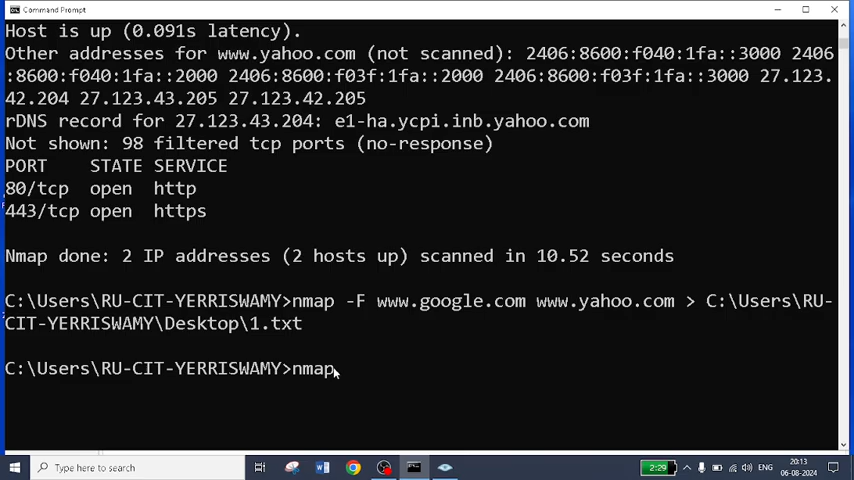 Command Prompt
Host is up (0.091s latency).
Other addresses for www.yahoo.com (not scanned): 2406:8600:f040:1fa::3000 2406
:8600:f040:1fa::2000 2406:8600:f03f:1fa::2000 2406:8600:f03f:1fa::3000 27.123.
42.204 27.123.43.205 27.123.42.205
rDNS record for 27.123.43.204: e1-ha.ycpi.inb.yahoo.com
Not shown: 98 filtered tcp ports (no-response)
PORT    STATE SERVICE
80/tcp  open  http
443/tcp open  https
Nmap done: 2 IP addresses (2 hosts up) scanned in 10.52 seconds
C:\Users\RU-CIT-YERRISWAMY>nmap -F www.google.com www.yahoo.com > C:\Users\RU-
CIT-YERRISWAMY\Desktop\1.txt
C:\Users\RU-CIT-YERRISWAMY>nmap
Type here to search
2:29
ENG
20:13
06-08-2024